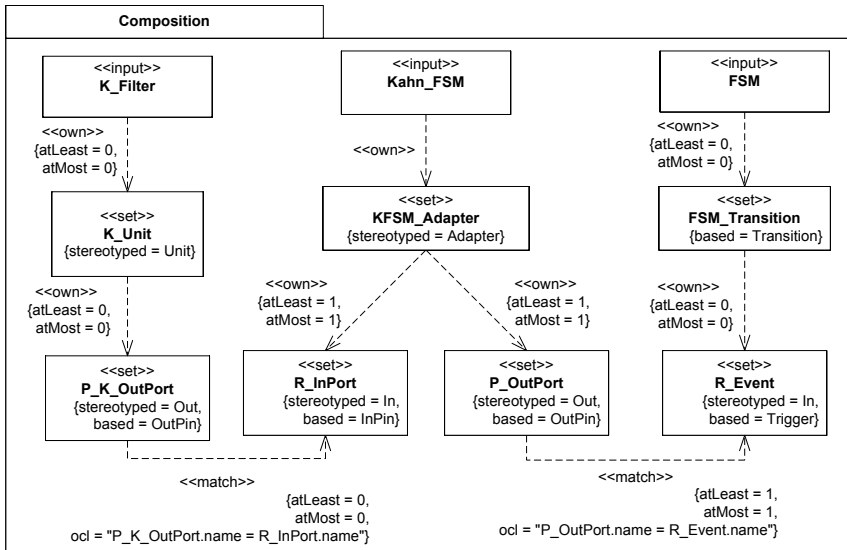 Composition
<<input>>
K_Filter
<<input>>
Kahn_FSM
<<input>>
FSM
<<own>>
{atLeast = 0,
atMost = 0}
<<own>>
<<own>>
{atLeast = 0,
atMost = 0}
<<set>>
K_Unit
{stereotyped = Unit}
<<set>>
KFSM_Adapter
{stereotyped = Adapter}
<<set>>
FSM_Transition
{based = Transition}
<<own>>
{atLeast = 0,
atMost = 0}
<<own>>
{atLeast = 1,
atMost = 1}
<<own>>
{atLeast = 1,
atMost = 1}
<<own>>
{atLeast = 0,
atMost = 0}
<<set>>
P_K_OutPort
{stereotyped = Out,
based = OutPin}
<<set>>
R_InPort
{stereotyped = In,
based = InPin}
<<set>>
P_OutPort
{stereotyped = Out,
based = OutPin}
<<set>>
R_Event
{stereotyped = In,
based = Trigger}
<<match>>
{atLeast = 0,
atMost = 0,
ocl = "P_K_OutPort.name = R_InPort.name"}
<<match>>
{atLeast = 1,
atMost = 1,
ocl = "P_OutPort.name = R_Event.name"}